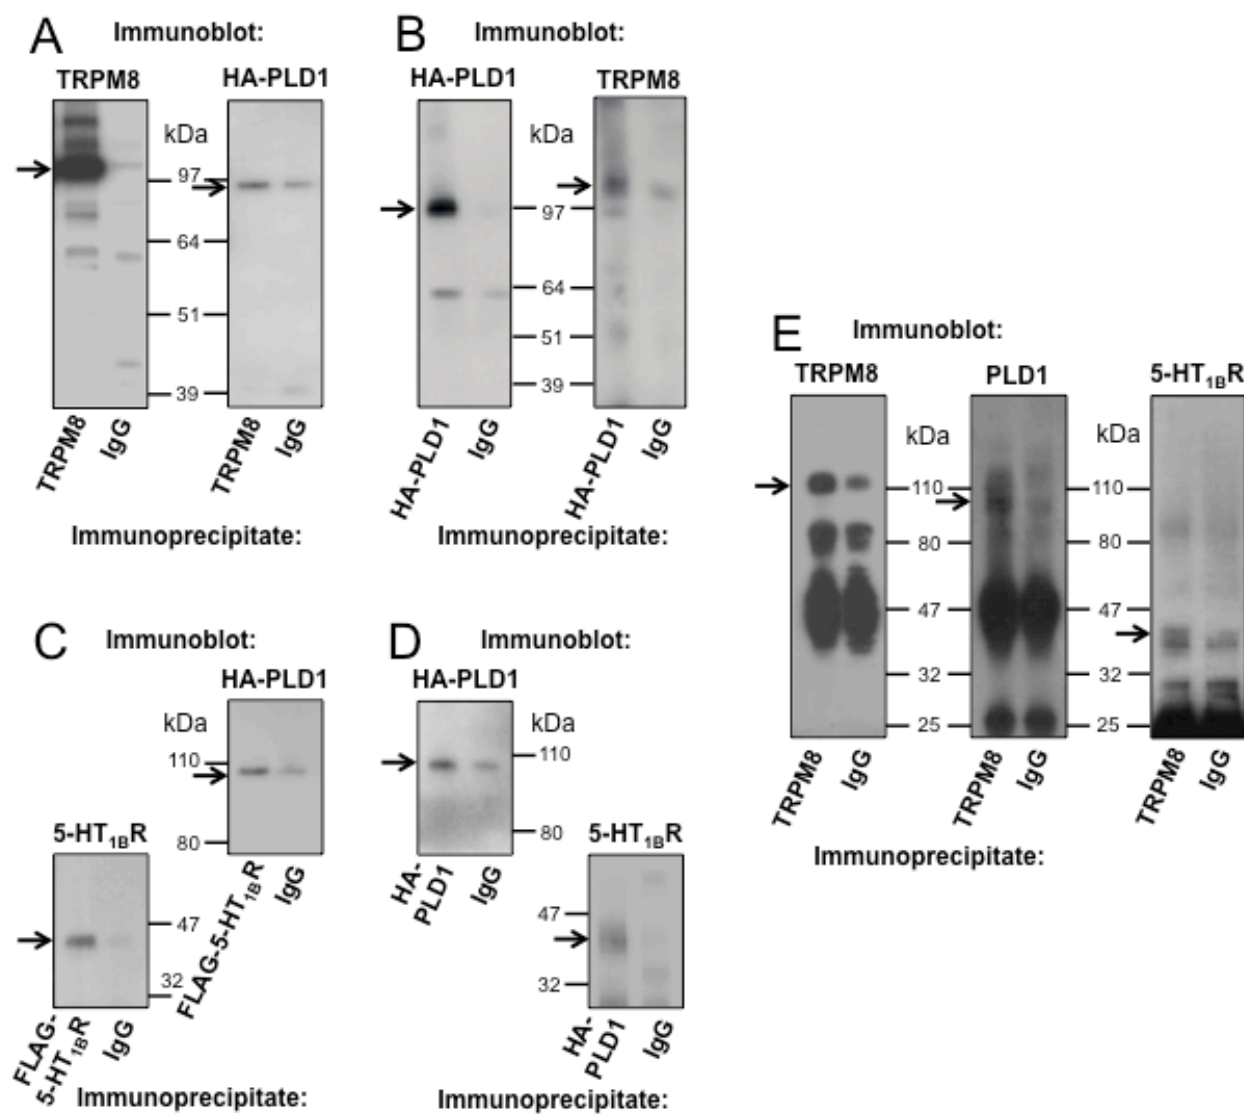 A
Immunoblot:
TRPM8
HA-PLD1
kDa
97
64
51
39
TRPM8
IgG
TRPM8
IgG
Immunoprecipitate:
B
Immunoblot:
HA-PLD1
TRPM8
97
64
51
39
HA-PLD1
IgG
HA-PLD1
IgG
Immunoprecipitate:
C
Immunoblot:
HA-PLD1
kDa
110
80
5-HT1BR
47
32
FLAG-5-HT1BR
IgG
FLAG-
5-HT1BR
IgG
Immunoprecipitate:
D
Immunoblot:
HA-PLD1
kDa
110
80
HA-
PLD1
IgG
5-HT1BR
47
32
HA-
PLD1
IgG
Immunoprecipitate:
E
Immunoblot:
TRPM8
PLD1
5-HT1BR
kDa
kDa
110
110
80
80
47
47
32
32
25
25
TRPM8
IgG
TRPM8
IgG
TRPM8
IgG
Immunoprecipitate: